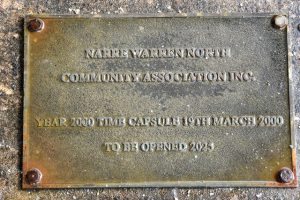 NARRE WARREN NORTH
COMMUNITY ASSOCIATION INC.
YEAR 2000 TIME CAPSULE 19TH MARCH 2000
TO BE OPENED 2025